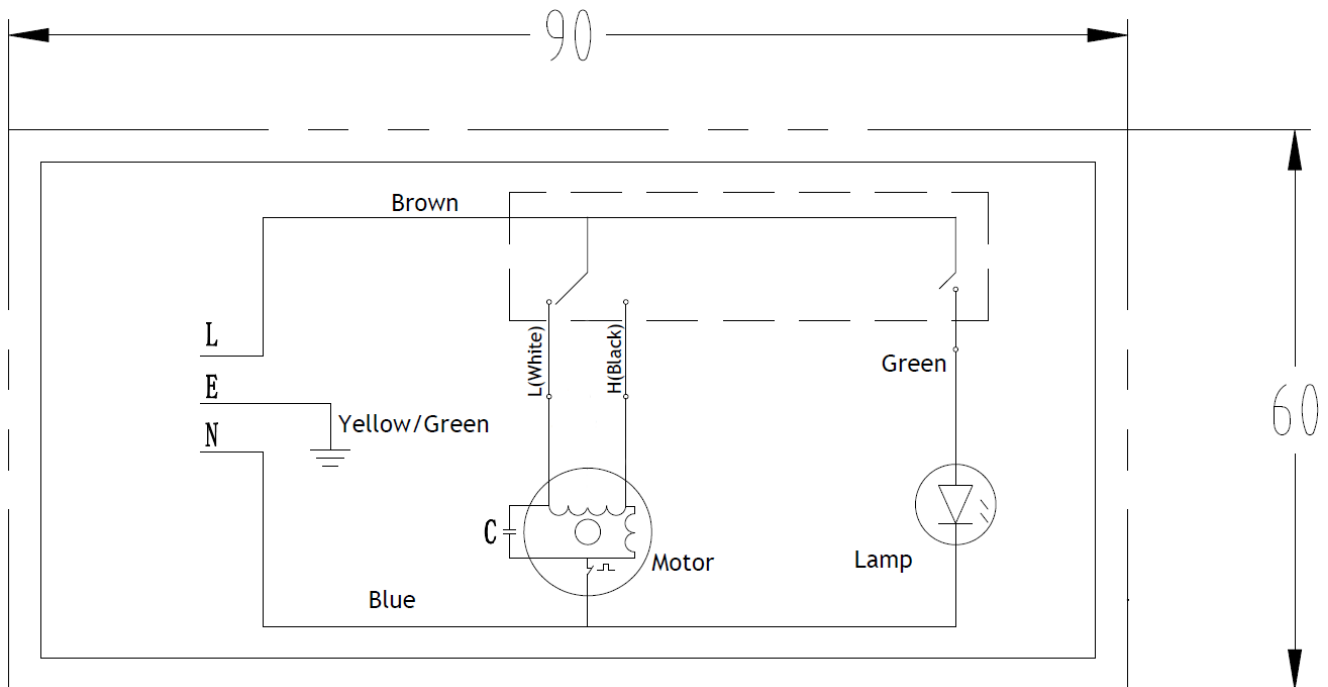 90
Brown
L
L(White)
H(Black)
Green
E
Yellow/Green
60
N
C
Motor
Lamp
Blue